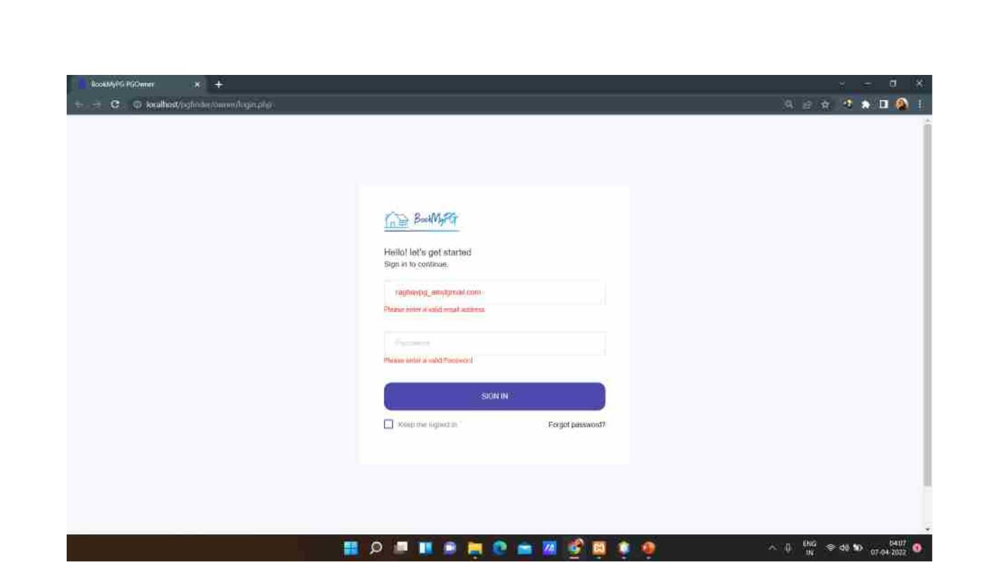 BookMyPG PGOwner
localhost/pgfinder/owner/login.php
BookMyPG
Hello! let's get started
Sign in to continue.
Please enter a valid email address
Password
Please enter a valid Password
SIGN IN
Keep me signed in
Forgot password?
ENG
IN
04:07
07-04-2022